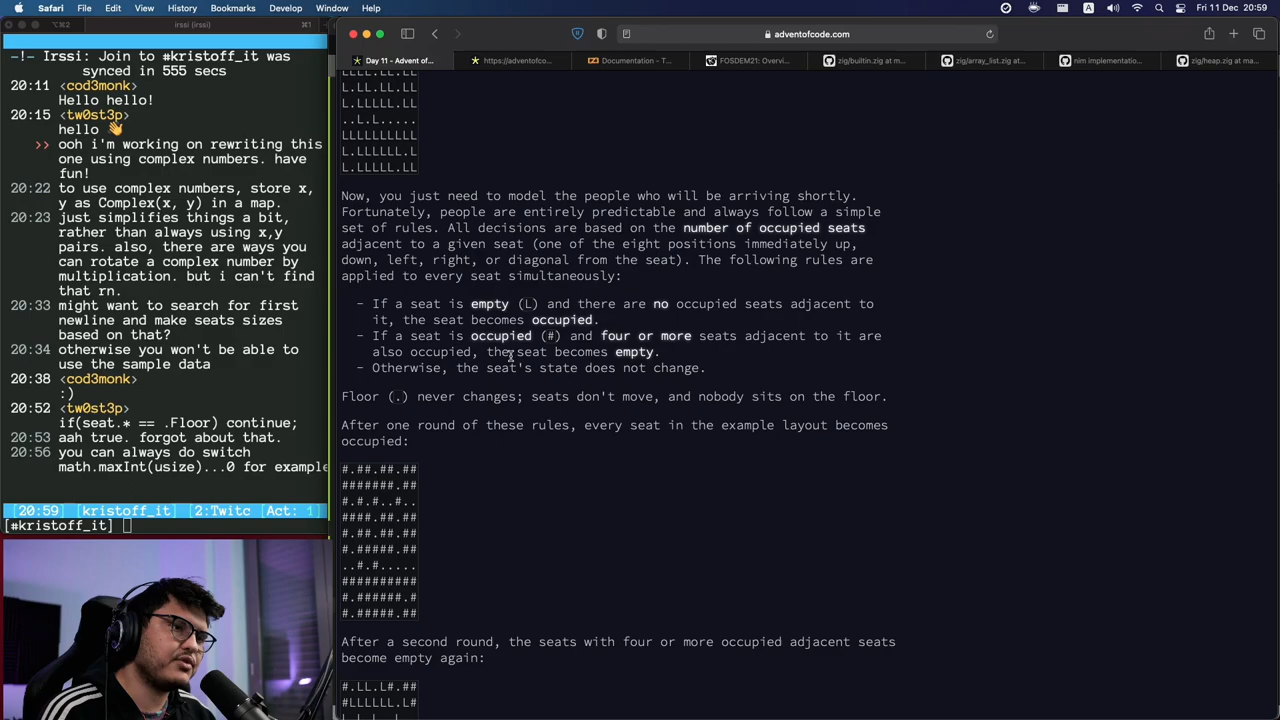 Safari File Edit View History Bookmarks Develop Window Help
A Fri 11 Dec 20:59
⌥⌘2 irssi (irssi) ⌘1
-!- Irssi: Join to #kristoff_it was
synced in 555 secs
20:11 <cod3monk>
Hello hello!
20:15 <tw0st3p>
hello 👋
>> ooh i'm working on rewriting this
one using complex numbers. have
fun!
20:22 to use complex numbers, store x,
y as Complex(x, y) in a map.
20:23 just simplifies things a bit,
rather than always using x,y
pairs. also, there are ways you
can rotate a complex number by
multiplication. but i can't find
that rn.
20:33 might want to search for first
newline and make seats sizes
based on that?
20:34 otherwise you won't be able to
use the sample data
20:38 <cod3monk>
:)
20:52 <tw0st3p>
if(seat.* == .Floor) continue;
20:53 aah true. forgot about that.
20:56 you can always do switch
math.maxInt(usize)...0 for example
[20:59] [kristoff_it] [2:Twitc [Act: 1]
[#kristoff_it]
adventofcode.com
Day 11 - Advent of...
https://adventofco...
Documentation - T...
FOSDEM21: Overvi...
zig/builtin.zig at m...
zig/array_list.zig at...
nim implementatio...
zig/heap.zig at ma...
LLLL.LL.LL
L.LL.LL.LL
L.LLLLL.LL
..L.L.....
LLLLLLLLLL
L.LLLLLL.L
L.LLLLL.LL
Now, you just need to model the people who will be arriving shortly.
Fortunately, people are entirely predictable and always follow a simple
set of rules. All decisions are based on the number of occupied seats
adjacent to a given seat (one of the eight positions immediately up,
down, left, right, or diagonal from the seat). The following rules are
applied to every seat simultaneously:
- If a seat is empty (L) and there are no occupied seats adjacent to
it, the seat becomes occupied.
- If a seat is occupied (#) and four or more seats adjacent to it are
also occupied, the seat becomes empty.
- Otherwise, the seat's state does not change.
Floor (.) never changes; seats don't move, and nobody sits on the floor.
After one round of these rules, every seat in the example layout becomes
occupied:
#.##.##.##
#######.##
#.#.#..#..
####.##.##
#.##.##.##
#.#####.##
..#.#.....
##########
#.######.#
#.#####.##
After a second round, the seats with four or more occupied adjacent seats
become empty again:
#.LL.L#.##
#LLLLLL.L#